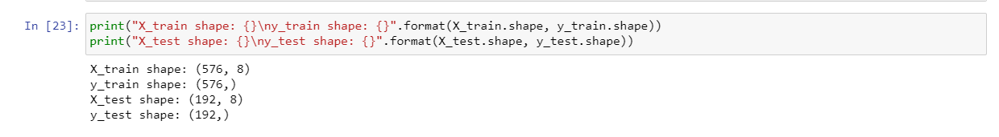 In [23]: print("X_train shape: {}\ny_train shape: {}".format(X_train.shape, y_train.shape))
print("X_test shape: {}\ny_test shape: {}".format(X_test.shape, y_test.shape))
X_train shape: (576, 8)
y_train shape: (576,)
X_test shape: (192, 8)
y_test shape: (192,)